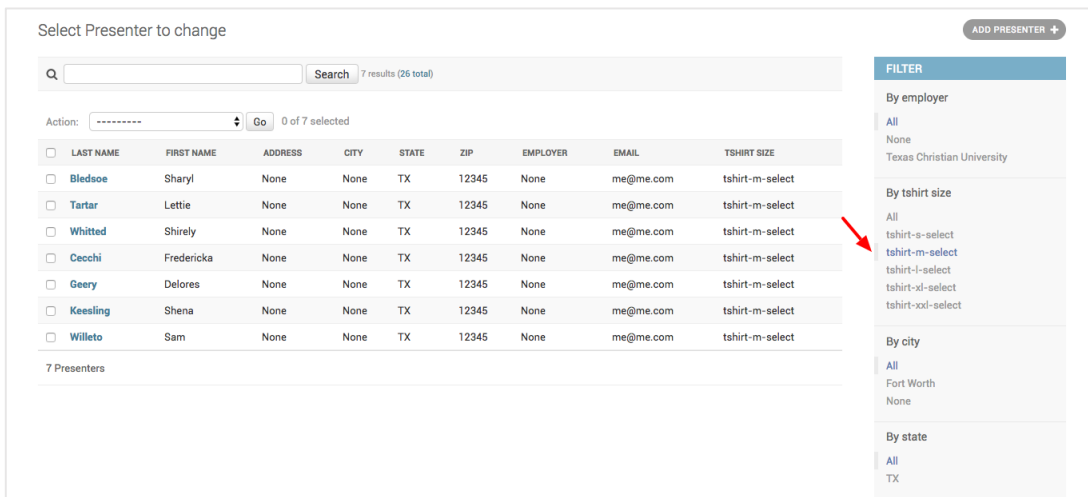 Select Presenter to change
ADD PRESENTER +
Search 7 results (26 total)
Action: --------- Go 0 of 7 selected
LAST NAME FIRST NAME ADDRESS CITY STATE ZIP EMPLOYER EMAIL TSHIRT SIZE
Bledsoe Sharyl None None TX 12345 None me@me.com tshirt-m-select
Tartar Lettie None None TX 12345 None me@me.com tshirt-m-select
Whitted Shirely None None TX 12345 None me@me.com tshirt-m-select
Cecchi Fredericka None None TX 12345 None me@me.com tshirt-m-select
Geery Delores None None TX 12345 None me@me.com tshirt-m-select
Keesling Shena None None TX 12345 None me@me.com tshirt-m-select
Willeto Sam None None TX 12345 None me@me.com tshirt-m-select
7 Presenters
FILTER
By employer
All
None
Texas Christian University
By tshirt size
All
tshirt-s-select
tshirt-m-select
tshirt-l-select
tshirt-xl-select
tshirt-xxl-select
By city
All
Fort Worth
None
By state
All
TX